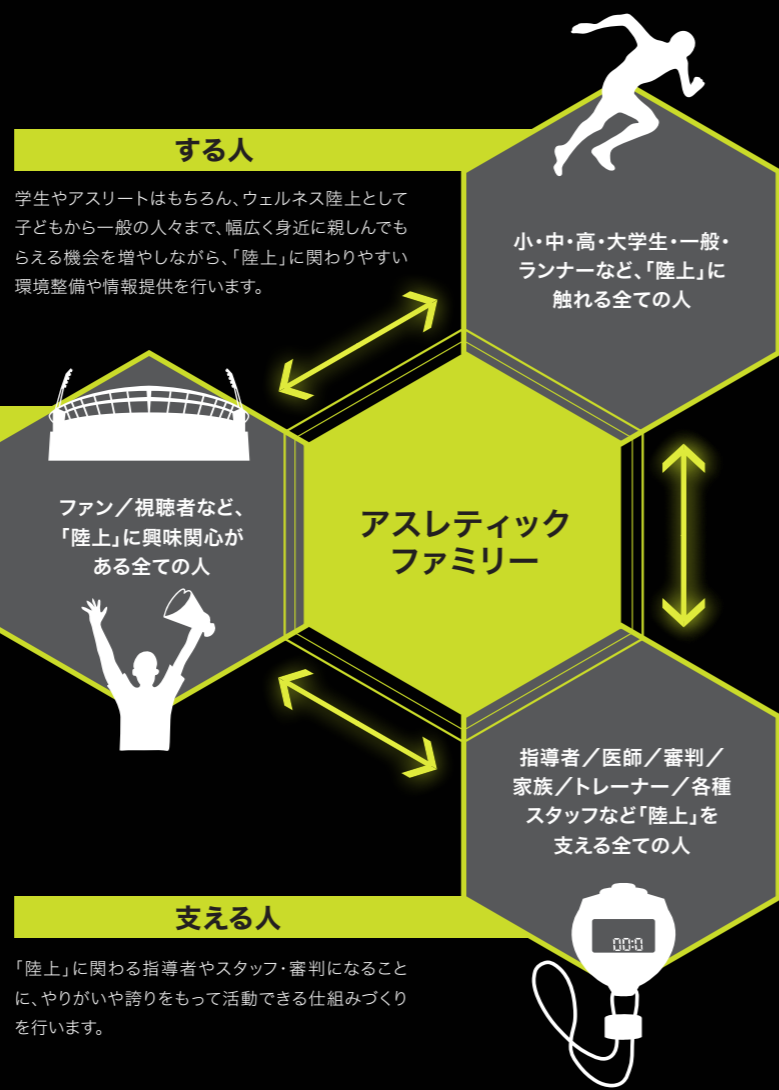 する人
学生やアスリートはもちろん、ウェルネス陸上として
子どもから一般の人々まで、幅広く身近に親しんでも
らえる機会を増やしながら、「陸上」に関わりやすい
環境整備や情報提供を行います。
小・中・高・大学生・一般・
ランナーなど、「陸上」に
触れる全ての人
ファン／視聴者など、
「陸上」に興味関心が
ある全ての人
アスレティック
ファミリー
指導者／医師／審判／
家族／トレーナー／各種
スタッフなど「陸上」を
支える全ての人
支える人
「陸上」に関わる指導者やスタッフ・審判になること
に、やりがいや誇りをもって活動できる仕組みづくり
を行います。
00:0